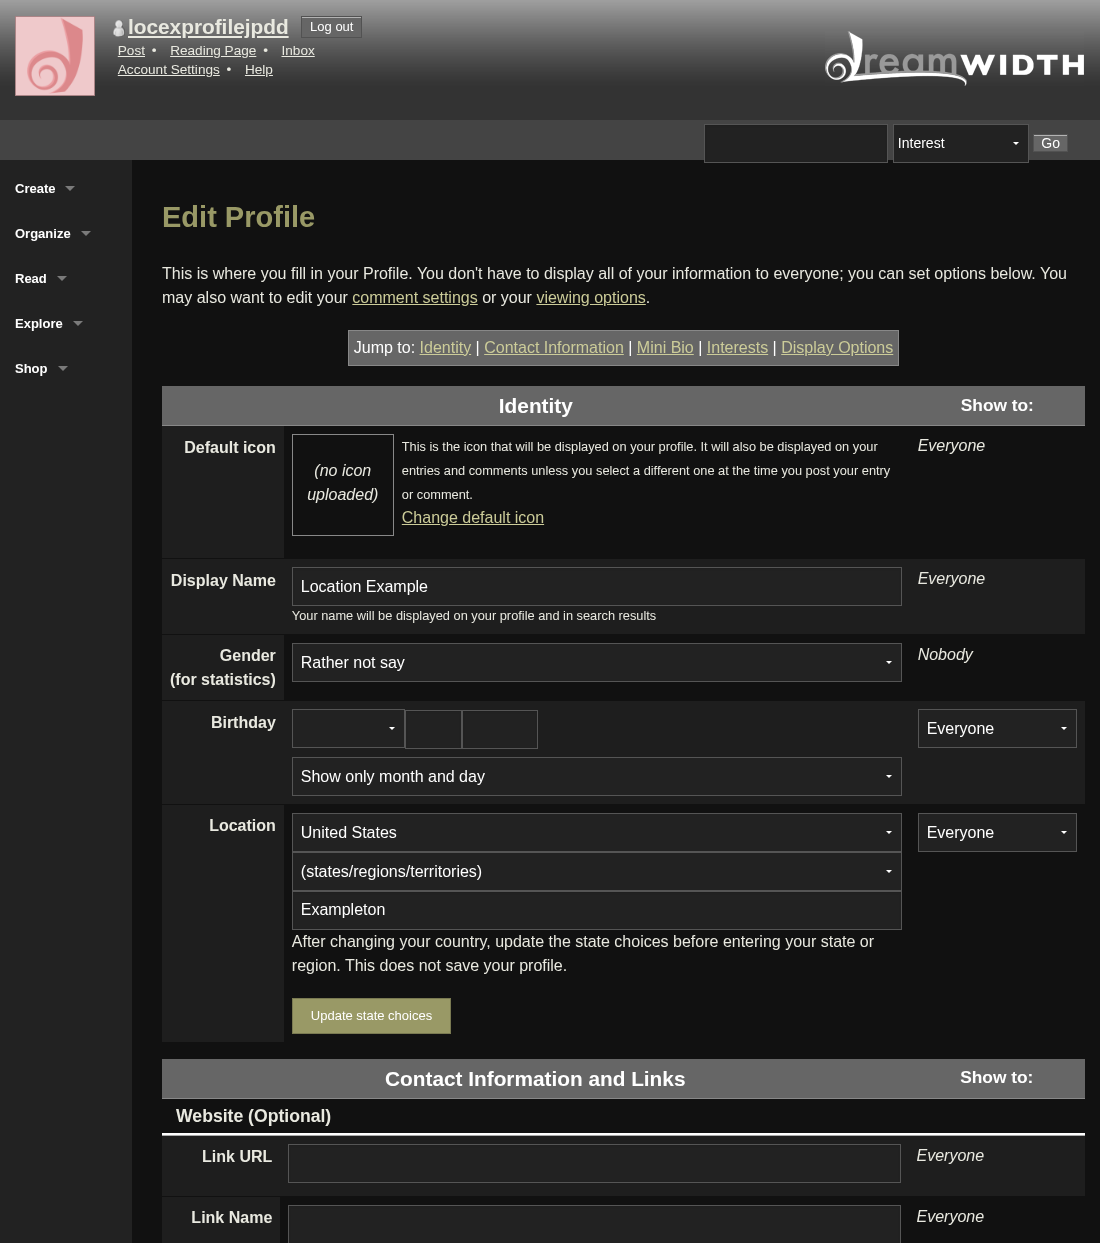 locexprofilejpdd Log out
Post • Reading Page • Inbox
Account Settings • Help
dreamWIDTH
Interest Go
Create
Organize
Read
Explore
Shop
Edit Profile
This is where you fill in your Profile. You don't have to display all of your information to everyone; you can set options below. You
may also want to edit your comment settings or your viewing options.
Jump to: Identity | Contact Information | Mini Bio | Interests | Display Options
Identity Show to:
Default icon
(no icon
uploaded)
This is the icon that will be displayed on your profile. It will also be displayed on your
entries and comments unless you select a different one at the time you post your entry
or comment.
Change default icon
Everyone
Display Name Location Example Everyone
Your name will be displayed on your profile and in search results
Gender
(for statistics)
Rather not say Nobody
Birthday Everyone
Show only month and day
Location United States Everyone
(states/regions/territories)
Exampleton
After changing your country, update the state choices before entering your state or
region. This does not save your profile.
Update state choices
Contact Information and Links Show to:
Website (Optional)
Link URL Everyone
Link Name Everyone